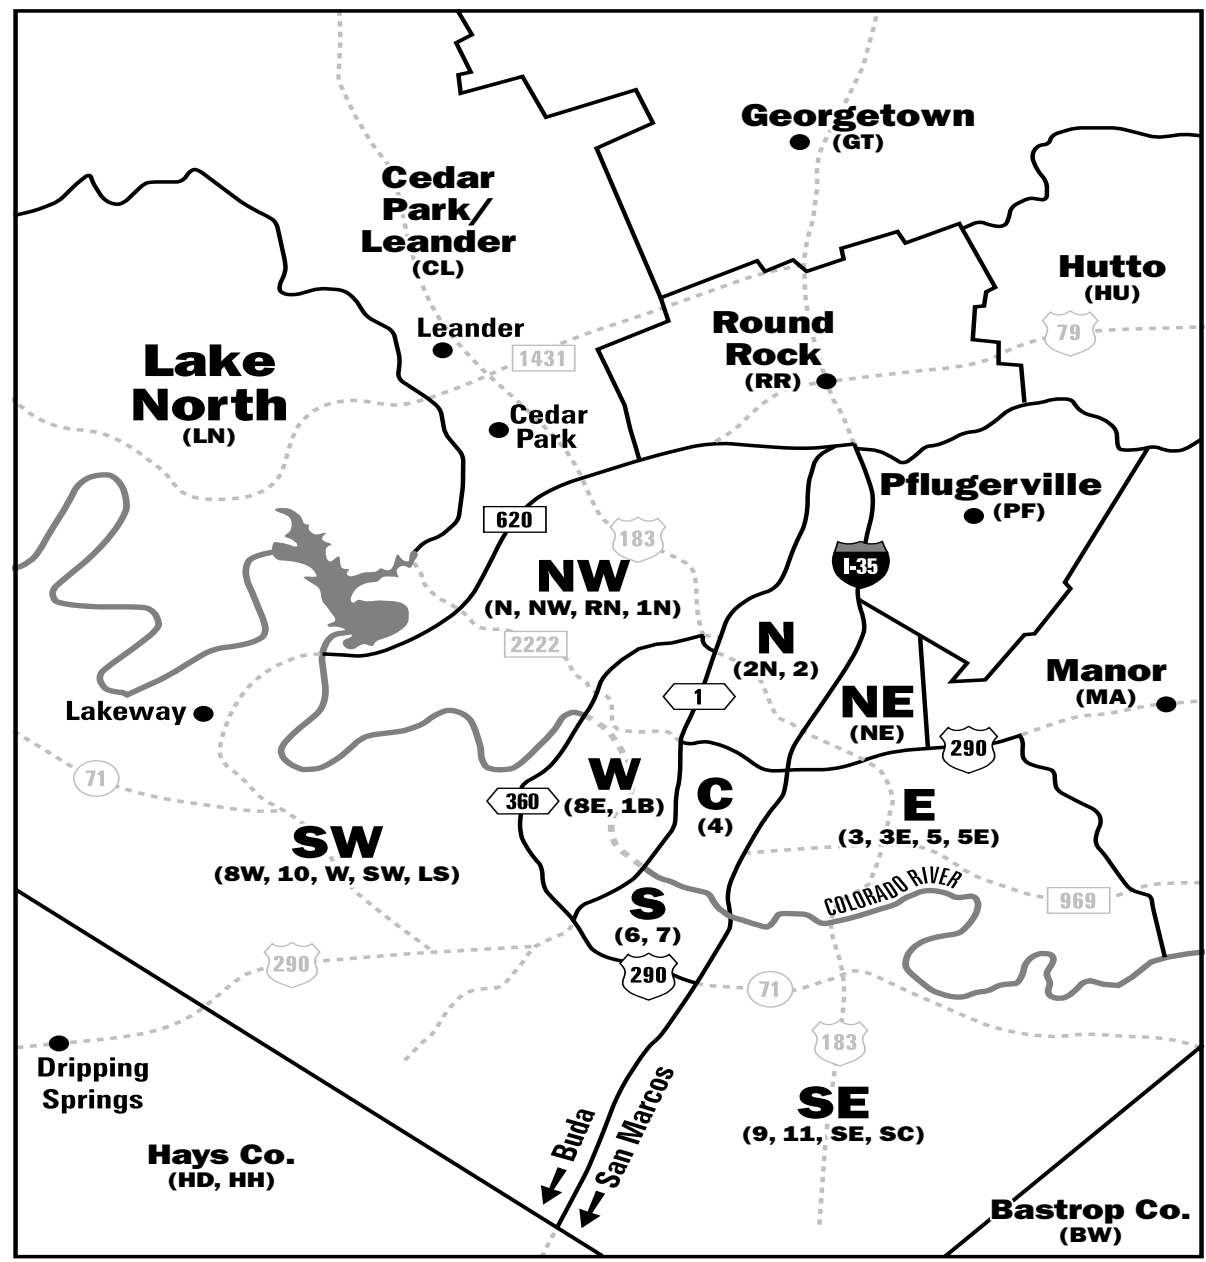 Georgetown
(GT)
Cedar
Park/
Leander
(CL)
Hutto
(HU)
Leander
1431
Round
Rock
(RR)
79
Lake
North
(LN)
Cedar
Park
Pflugerville
(PF)
620
183
I-35
NW
(N, NW, RN, 1N)
2222
N
(2N, 2)
Manor
(MA)
1
NE
(NE)
Lakeway
290
71
W
(8E, 1B)
360
C
(4)
E
(3, 3E, 5, 5E)
SW
(8W, 10, W, SW, LS)
COLORADO RIVER
969
S
(6, 7)
290
290
71
183
Dripping
Springs
SE
(9, 11, SE, SC)
Buda
San Marcos
Hays Co.
(HD, HH)
Bastrop Co.
(BW)